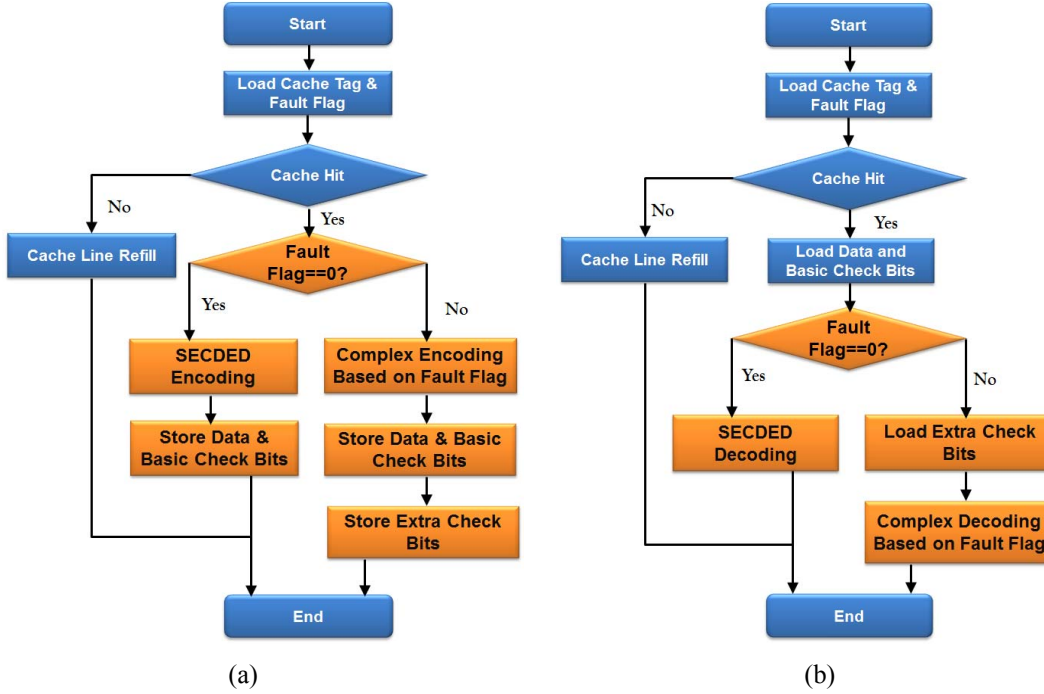 Start
Load Cache Tag &
Fault Flag
Cache Hit
No
Yes
Cache Line Refill
Fault
Flag==0?
Yes
No
SECDED
Encoding
Complex Encoding
Based on Fault Flag
Store Data &
Basic Check Bits
Store Data & Basic
Check Bits
Store Extra Check
Bits
End
(a)
Start
Load Cache Tag &
Fault Flag
Cache Hit
No
Yes
Cache Line Refill
Load Data and
Basic Check Bits
Fault
Flag==0?
Yes
No
SECDED
Decoding
Load Extra Check
Bits
Complex Decoding
Based on Fault Flag
End
(b)